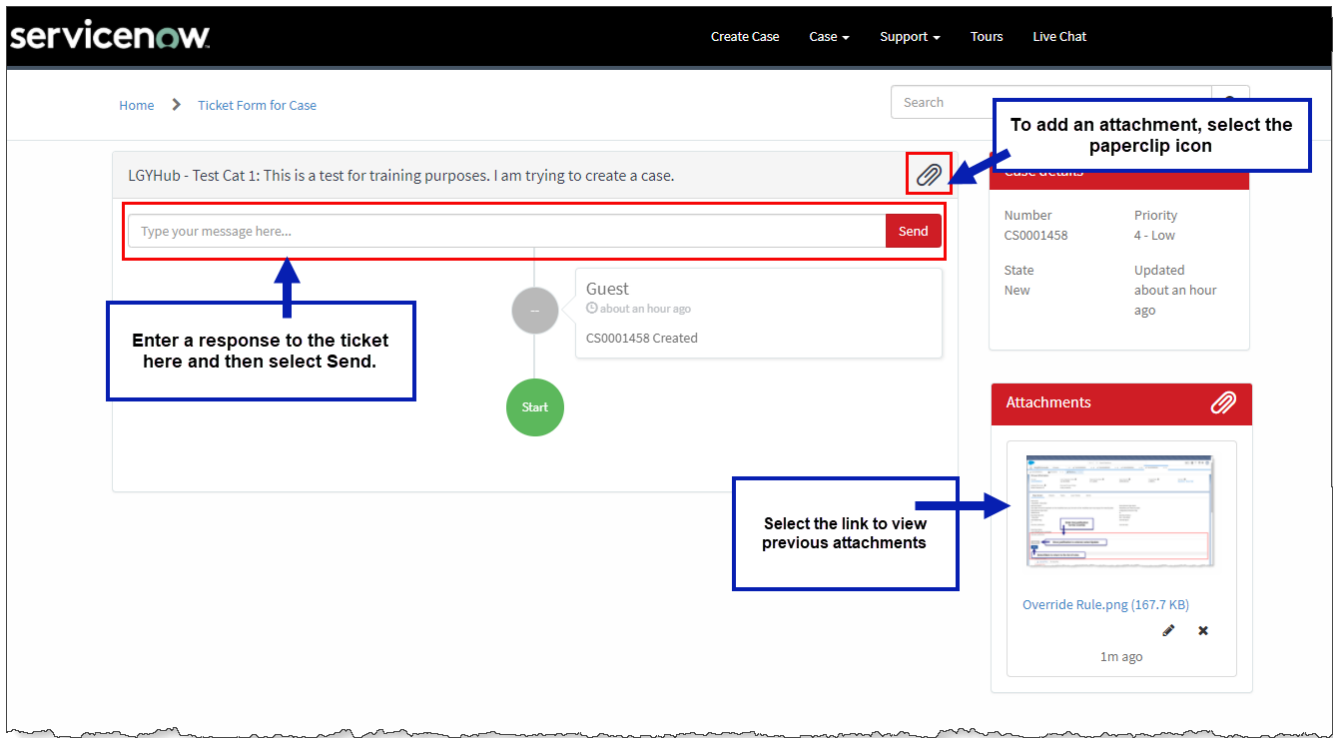 servicenow
Create Case Case Support Tours Live Chat
Home Ticket Form for Case
Search
To add an attachment, select the
paperclip icon
LGYHub - Test Cat 1: This is a test for training purposes. I am trying to create a case.
Case details
Type your message here...
Send
Number
CS0001458
Priority
4 - Low
State
New
Updated
about an hour
ago
Guest
about an hour ago
CS0001458 Created
...
Enter a response to the ticket
here and then select Send.
Start
Attachments
Select the link to view
previous attachments
Override Rule.png (167.7 KB)
1m ago